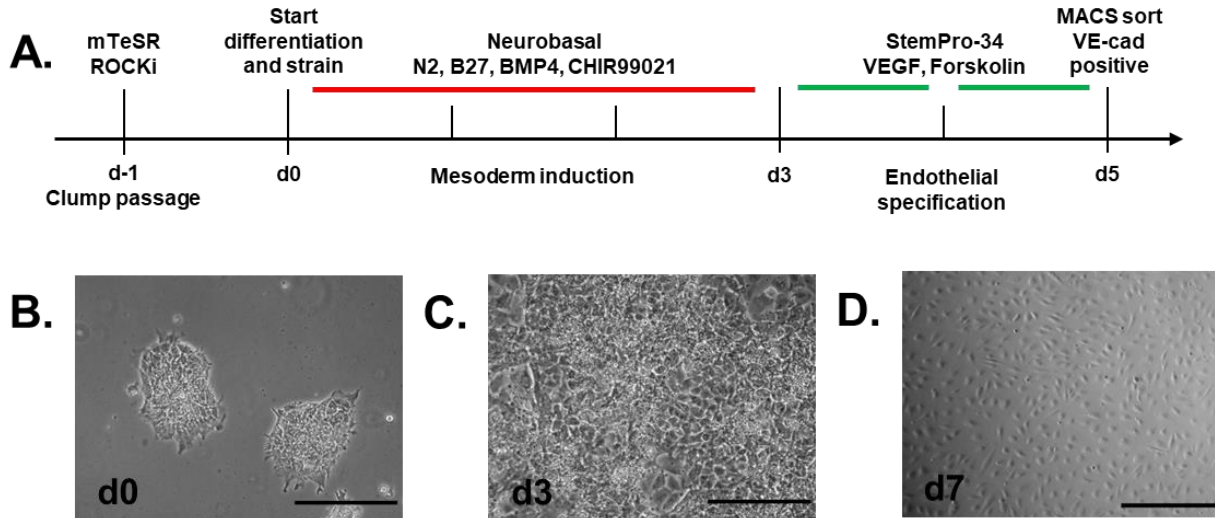 A.
mTeSR
ROCKi
Start
differentiation
and strain
Neurobasal
N2, B27, BMP4, CHIR99021
StemPro-34
VEGF, Forskolin
MACS sort
VE-cad
positive
d-1
Clump passage
d0
Mesoderm induction
d3
Endothelial
specification
d5
B.
d0
C.
d3
D.
d7